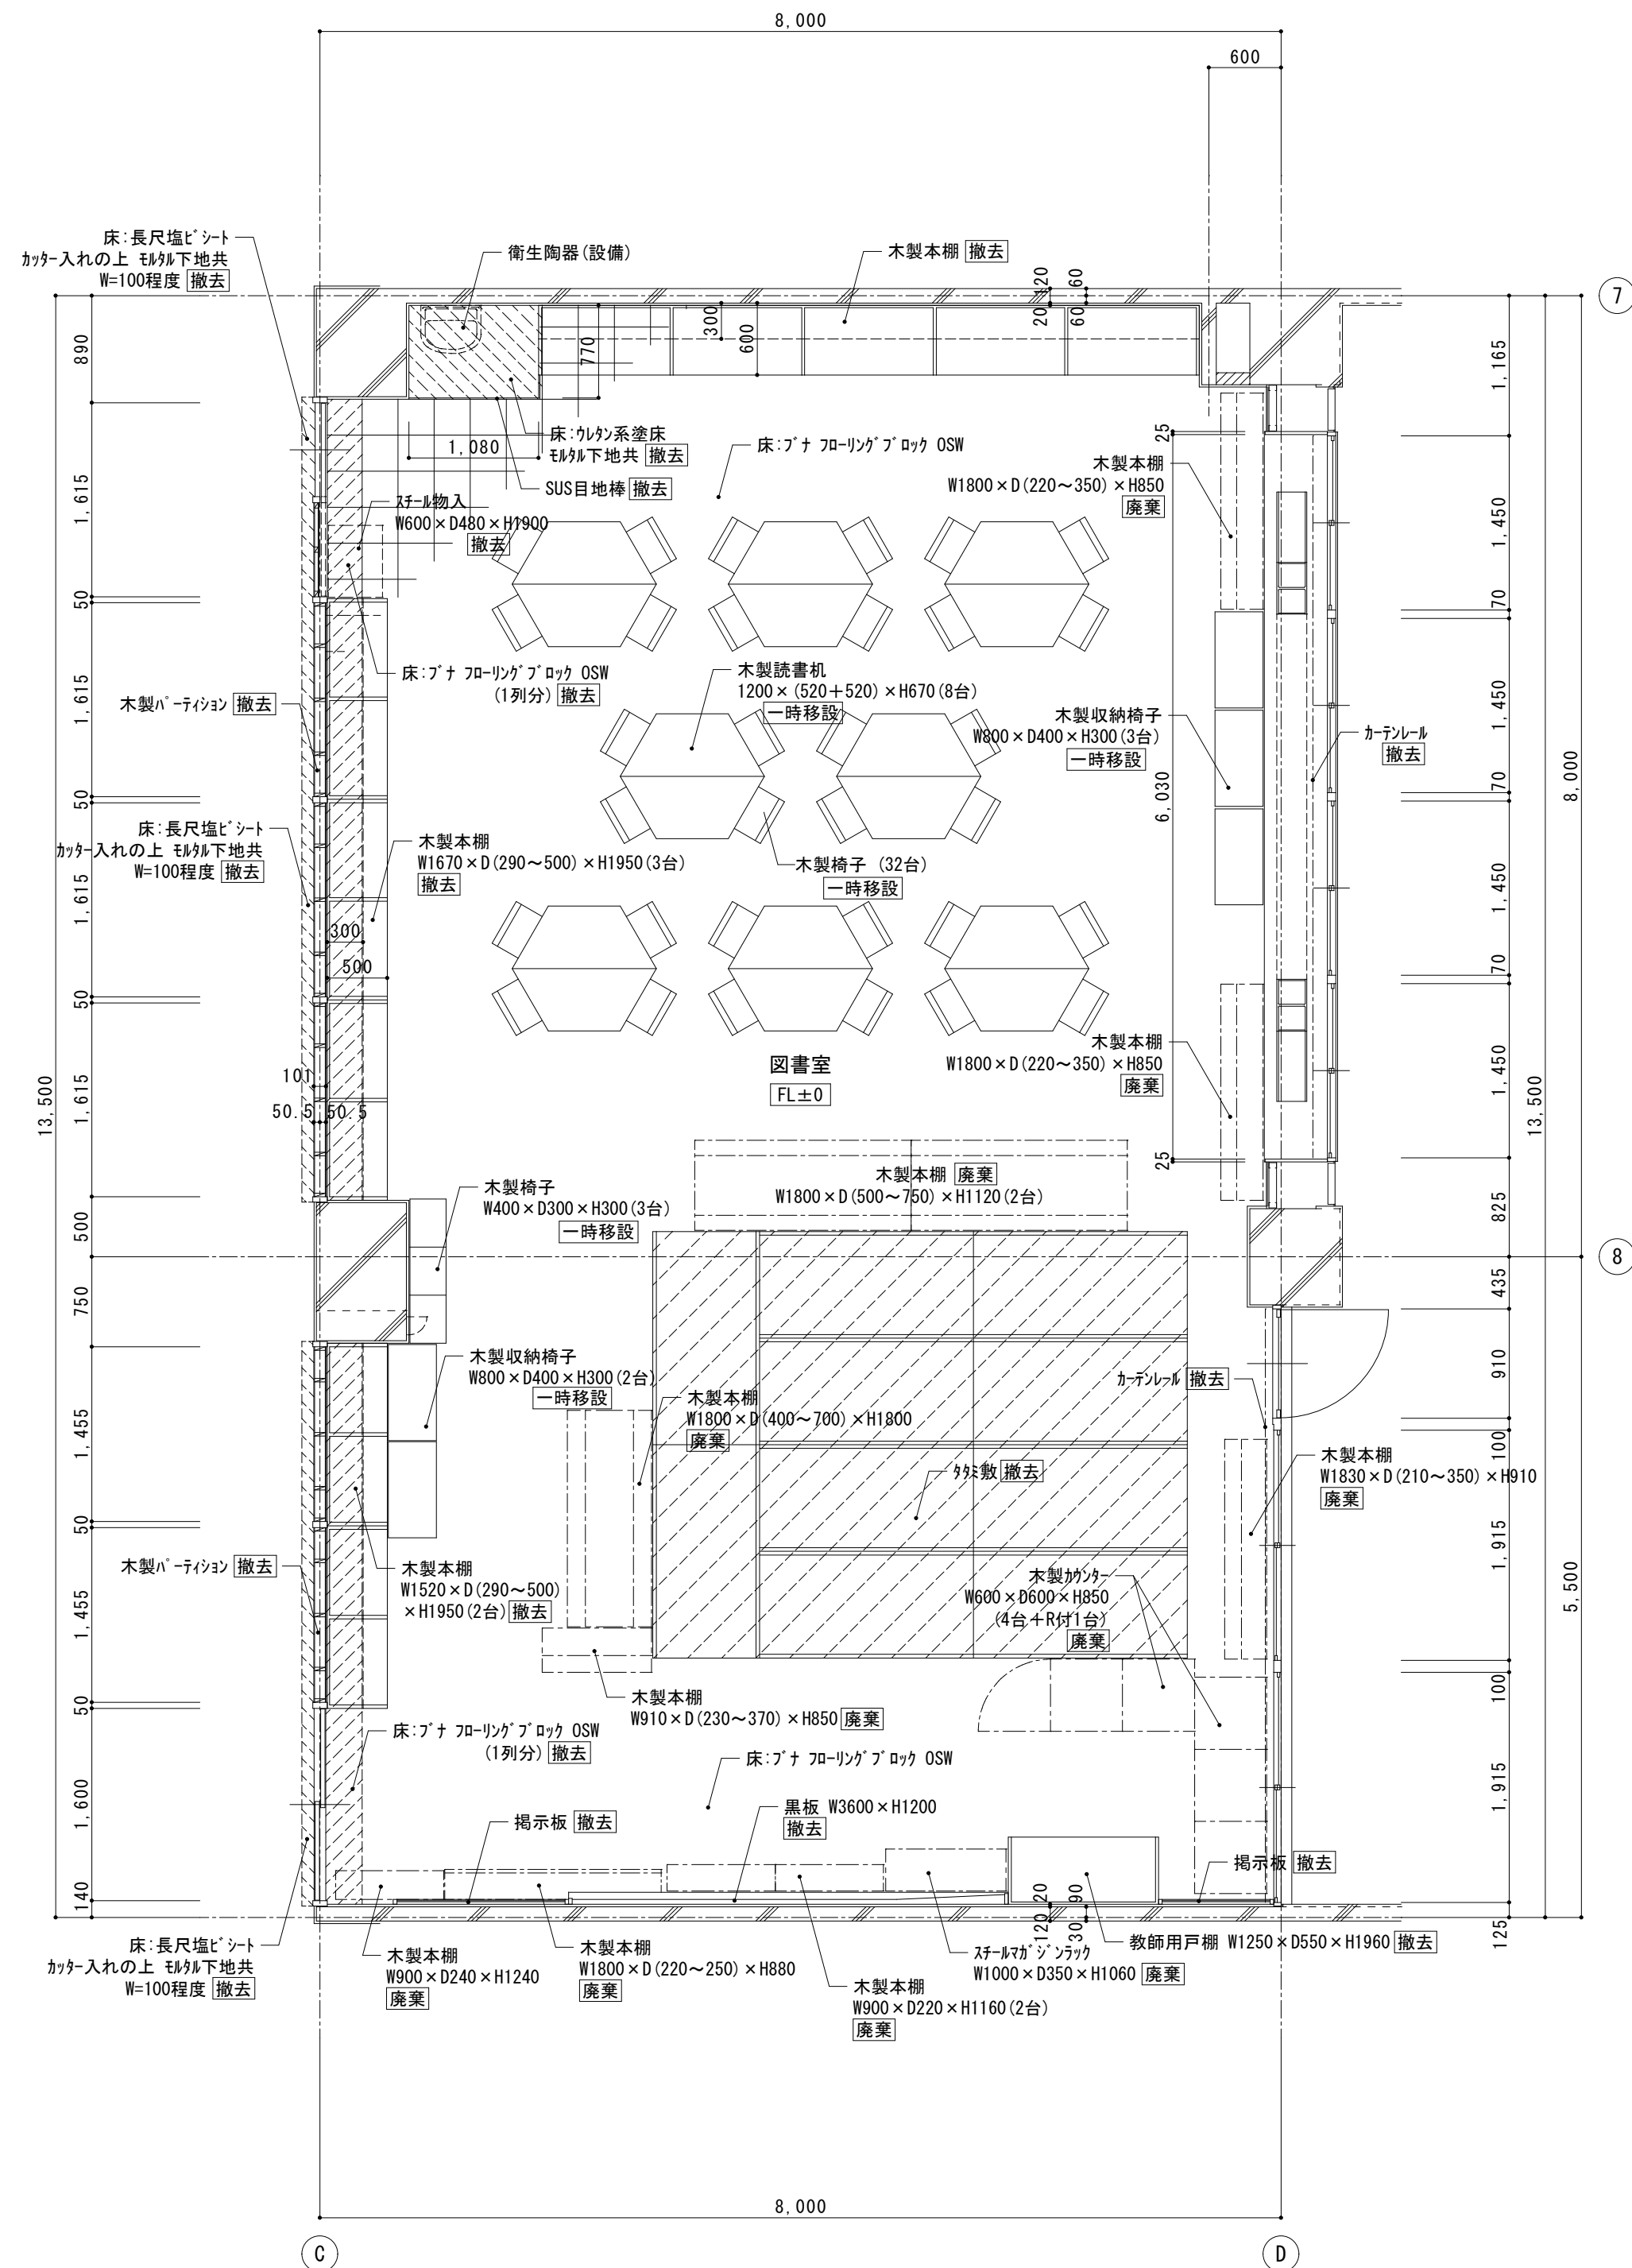 8,000
600
床：長尺塩ビシート
カッター入れの上 モルタル下地共
W=100程度 撤去
衛生陶器(設備)
木製本棚 撤去
120
60
20
60
7
890
300
600
770
1,165
床：ウレタン系塗床
モルタル下地共 撤去
1,080
床：ブナ フローリングブロック OSW
25
木製本棚
W1800×D(220～350)×H850
廃棄
SUS目地棒 撤去
スチール物入
W600×D480×H1900
撤去
1,615
1,450
50
70
床：ブナ フローリングブロック OSW
(1列分) 撤去
木製読書机
1200×(520＋520)×H670(8台)
一時移設
木製パーティション 撤去
1,615
木製収納椅子
W800×D400×H300(3台)
一時移設
カーテンレール
撤去
1,450
6,030
8,000
50
70
床：長尺塩ビシート
カッター入れの上 モルタル下地共
W=100程度 撤去
木製本棚
W1670×D(290～500)×H1950(3台)
撤去
木製椅子 (32台)
一時移設
1,615
1,450
300
500
50
70
木製本棚
W1800×D(220～350)×H850
廃棄
図書室
FL±0
101
50.5
50.5
1,615
1,450
13,500
13,500
25
木製本棚 廃棄
W1800×D(500～750)×H1120(2台)
木製椅子
W400×D300×H300(3台)
一時移設
500
825
8
750
435
木製収納椅子
W800×D400×H300(2台)
一時移設
カーテンレール 撤去
910
木製本棚
W1800×D(400～700)×H1800
廃棄
1,455
100
木製本棚
W1830×D(210～350)×H910
廃棄
タタミ敷 撤去
50
1,915
木製パーティション 撤去
木製本棚
W1520×D(290～500)
×H1950(2台) 撤去
木製カウンター
W600×D600×H850
(4台＋R付1台)
廃棄
5,500
1,455
木製本棚
W910×D(230～370)×H850 廃棄
50
100
床：ブナ フローリングブロック OSW
(1列分) 撤去
床：ブナ フローリングブロック OSW
1,600
1,915
掲示板 撤去
黒板 W3600×H1200
撤去
掲示板 撤去
140
20
90
120
30
125
床：長尺塩ビシート
カッター入れの上 モルタル下地共
W=100程度 撤去
木製本棚
W900×D240×H1240
廃棄
木製本棚
W1800×D(220～250)×H880
廃棄
木製本棚
W900×D220×H1160(2台)
廃棄
スチールマガジンラック
W1000×D350×H1060 廃棄
教師用戸棚 W1250×D550×H1960 撤去
8,000
C
D